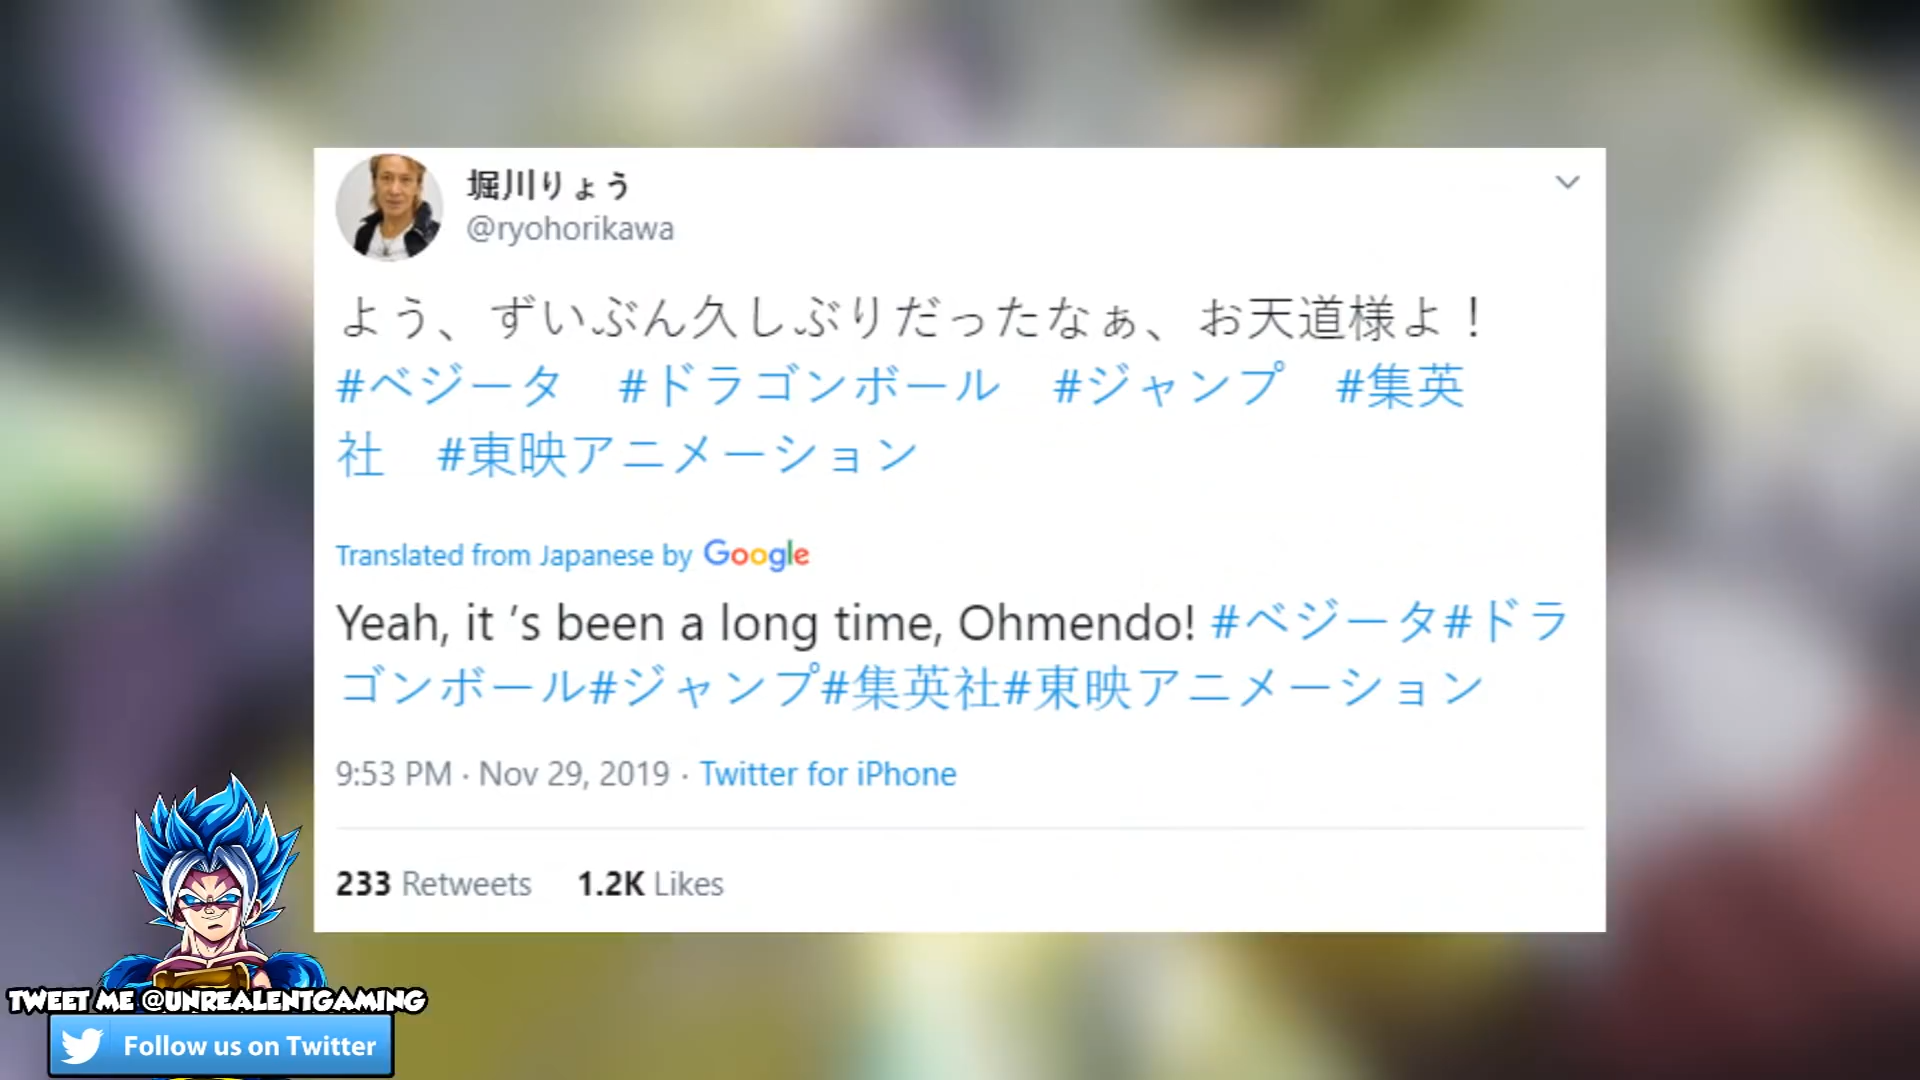 堀川りょう
@ryohorikawa
よう、ずいぶん久しぶりだったなぁ、お天道様よ！
#ベジータ　#ドラゴンボール　#ジャンプ　#集英
社　#東映アニメーション
Translated from Japanese by Google
Yeah, it ’s been a long time, Ohmendo! #ベジータ#ドラ
ゴンボール#ジャンプ#集英社#東映アニメーション
9:53 PM · Nov 29, 2019 · Twitter for iPhone
233 Retweets 1.2K Likes
TWEET ME @UNREALENTGAMING
Follow us on Twitter